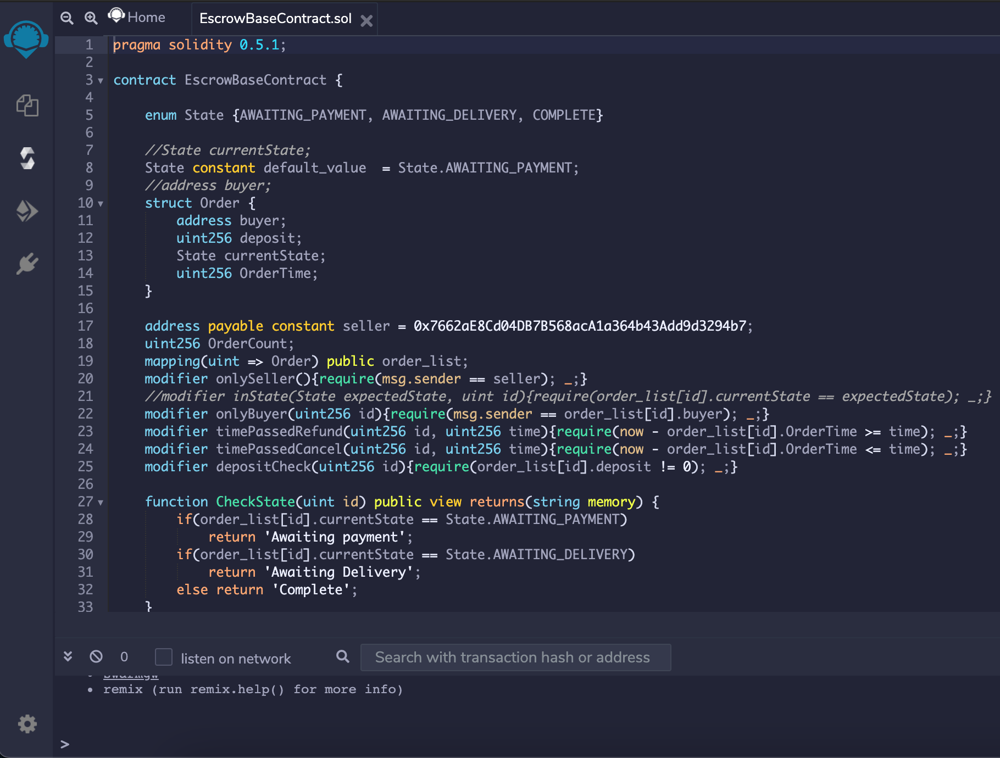 Home
EscrowBaseContract.sol
1 pragma solidity 0.5.1;
2
3 contract EscrowBaseContract {
4
5 enum State {AWAITING_PAYMENT, AWAITING_DELIVERY, COMPLETE}
6
7 //State currentState;
8 State constant default_value  = State.AWAITING_PAYMENT;
9 //address buyer;
10 struct Order {
11 address buyer;
12 uint256 deposit;
13 State currentState;
14 uint256 OrderTime;
15 }
16
17 address payable constant seller = 0x7662aE8Cd04DB7B568acA1a364b43Add9d3294b7;
18 uint256 OrderCount;
19 mapping(uint => Order) public order_list;
20 modifier onlySeller(){require(msg.sender == seller); _;}
21 //modifier inState(State expectedState, uint id){require(order_list[id].currentState == expectedState); _;}
22 modifier onlyBuyer(uint256 id){require(msg.sender == order_list[id].buyer); _;}
23 modifier timePassedRefund(uint256 id, uint256 time){require(now - order_list[id].OrderTime >= time); _;}
24 modifier timePassedCancel(uint256 id, uint256 time){require(now - order_list[id].OrderTime <= time); _;}
25 modifier depositCheck(uint256 id){require(order_list[id].deposit != 0); _;}
26
27 function CheckState(uint id) public view returns(string memory) {
28 if(order_list[id].currentState == State.AWAITING_PAYMENT)
29 return 'Awaiting payment';
30 if(order_list[id].currentState == State.AWAITING_DELIVERY)
31 return 'Awaiting Delivery';
32 else return 'Complete';
33 }
0 listen on network Search with transaction hash or address
• swarmgw
• remix (run remix.help() for more info)
>